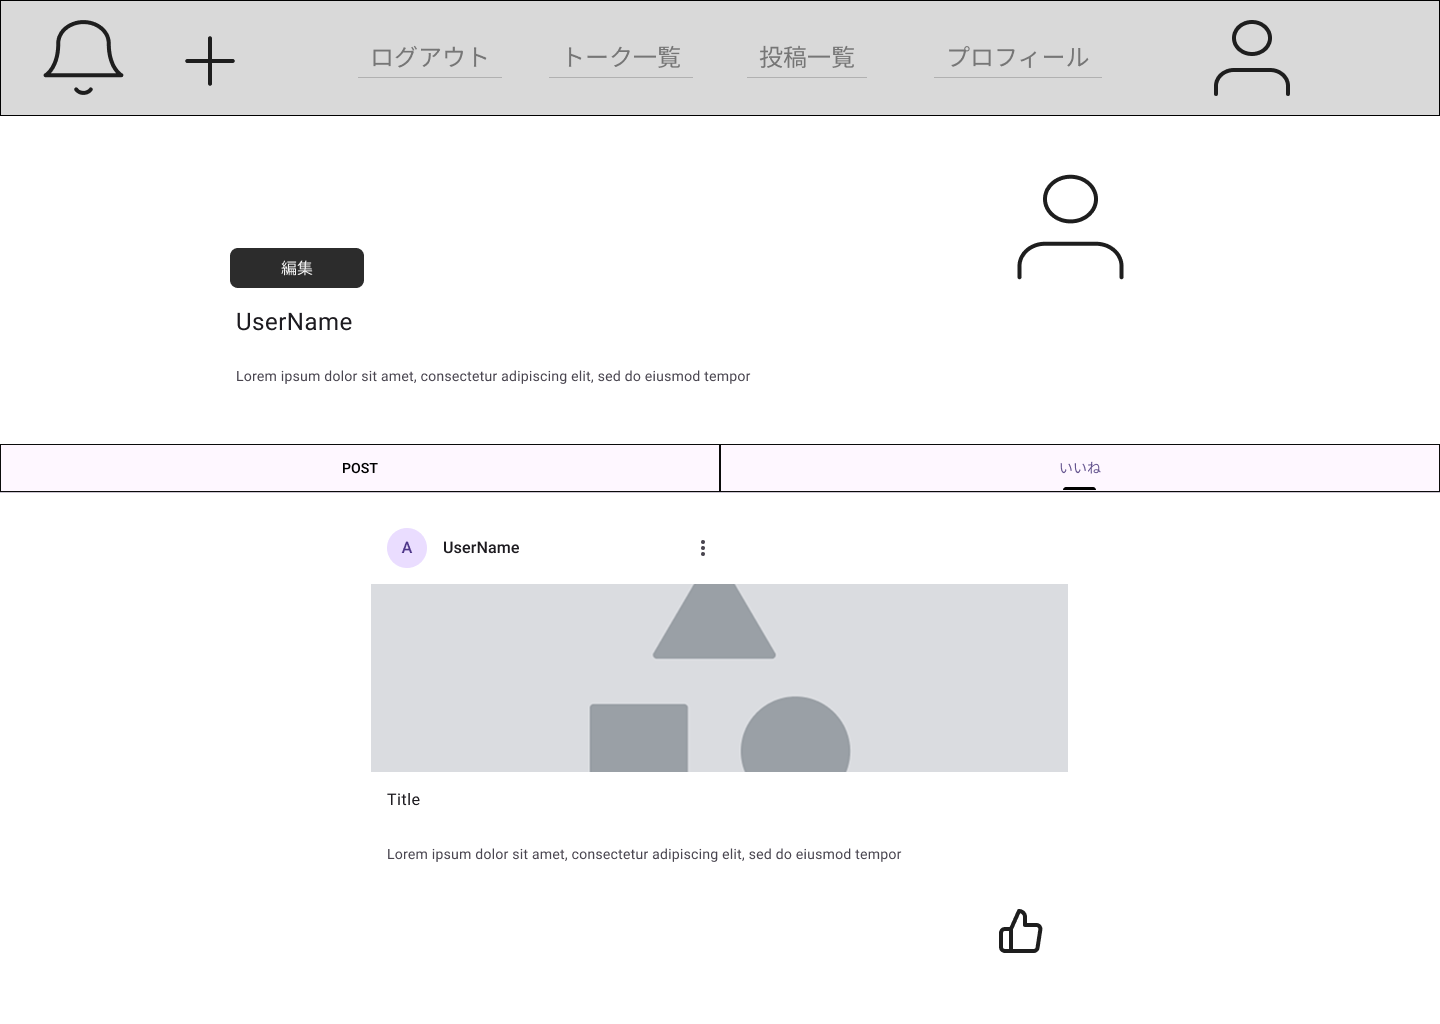 ログアウト
トーク一覧
投稿一覧
プロフィール
編集
UserName
Lorem ipsum dolor sit amet, consectetur adipiscing elit, sed do eiusmod tempor
POST
いいね
A
UserName
Title
Lorem ipsum dolor sit amet, consectetur adipiscing elit, sed do eiusmod tempor